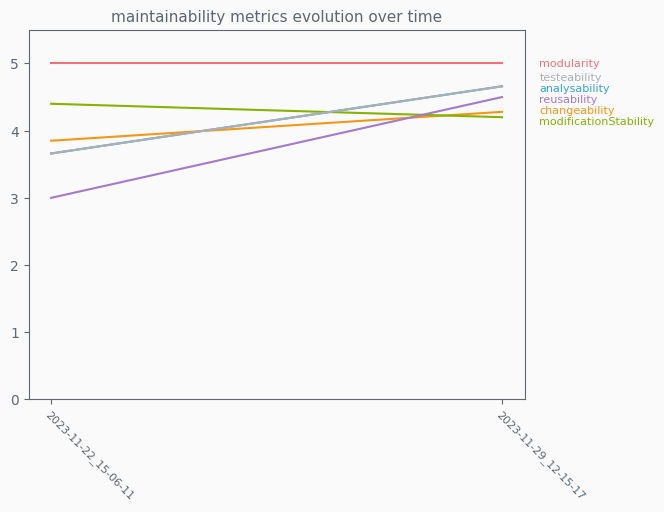 maintainability metrics evolution over time
5
4
3
2
1
0
modularity
testeability
analysability
reusability
changeability
modificationStability
2023-11-22_15-06-11
2023-11-29_12-15-17